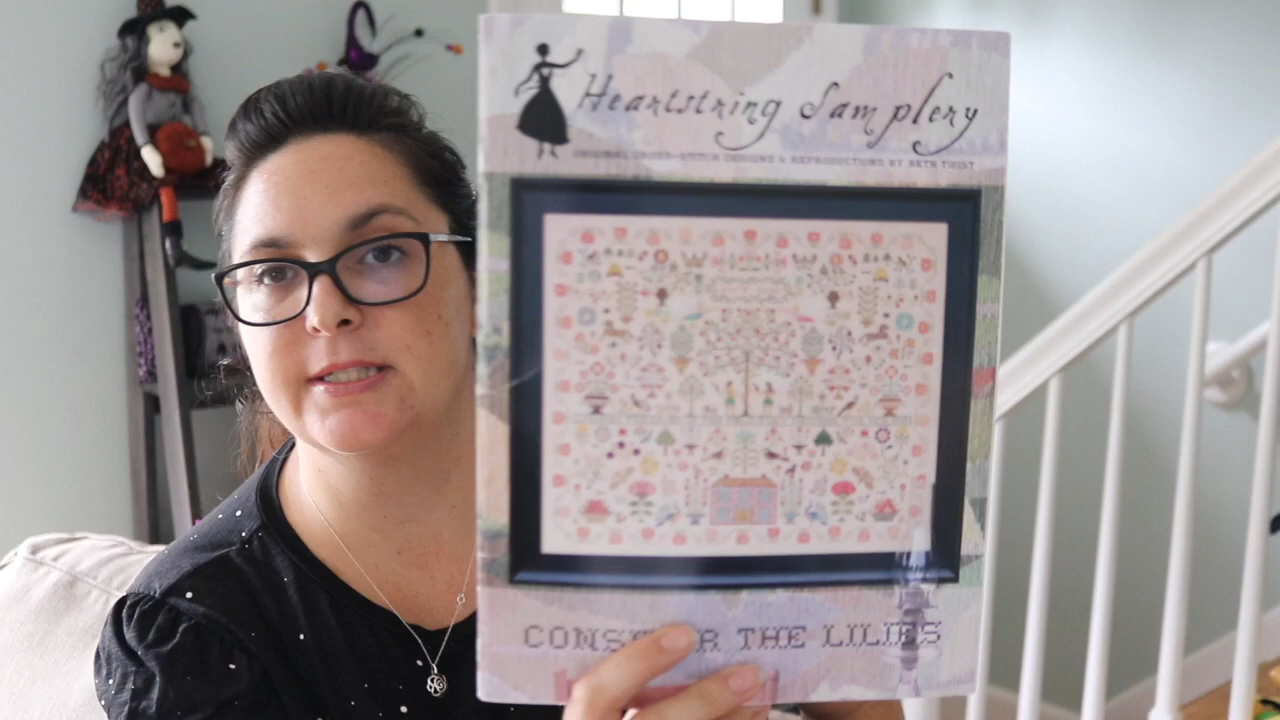 Heartstring Samplery
ORIGINAL CROSS-STITCH DESIGNS & REPRODUCTIONS BY BETH TWIST
CONS R THE LILIES